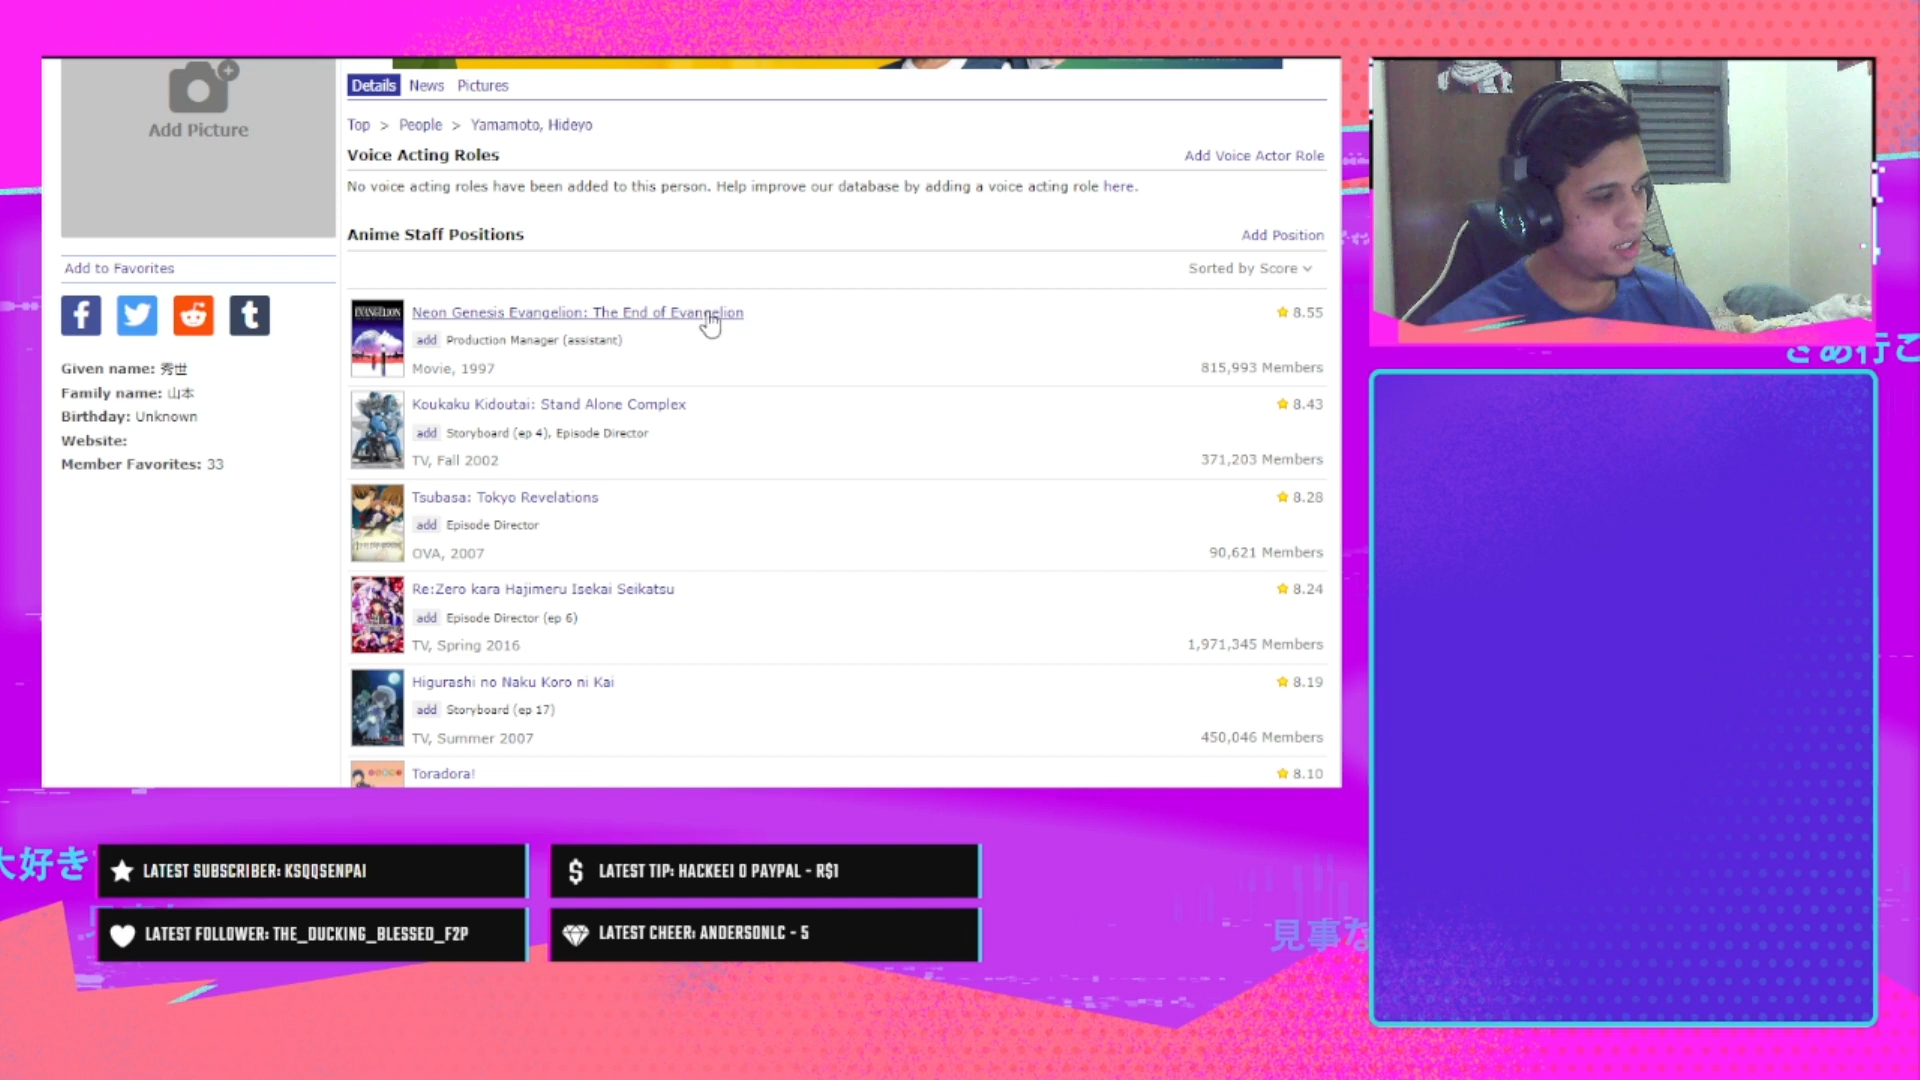 Add Picture
Details News Pictures
Top > People > Yamamoto, Hideyo
Voice Acting Roles
Add Voice Actor Role
No voice acting roles have been added to this person. Help improve our database by adding a voice acting role here.
Anime Staff Positions
Add Position
Sorted by Score
Add to Favorites
Given name: 秀世
Family name: 山本
Birthday: Unknown
Website:
Member Favorites: 33
EVANGELION
Neon Genesis Evangelion: The End of Evangelion
8.55
add Production Manager (assistant)
Movie, 1997
815,993 Members
Koukaku Kidoutai: Stand Alone Complex
8.43
add Storyboard (ep 4), Episode Director
TV, Fall 2002
371,203 Members
Tsubasa: Tokyo Revelations
8.28
add Episode Director
OVA, 2007
90,621 Members
Re:Zero kara Hajimeru Isekai Seikatsu
8.24
add Episode Director (ep 6)
TV, Spring 2016
1,971,345 Members
Higurashi no Naku Koro ni Kai
8.19
add Storyboard (ep 17)
TV, Summer 2007
450,046 Members
Toradora!
8.10
大好き
LATEST SUBSCRIBER: KSQQSENPAI
LATEST TIP: HACKEEI O PAYPAL - R$1
LATEST FOLLOWER: THE_DUCKING_BLESSED_F2P
LATEST CHEER: ANDERSONLC - 5
見事な